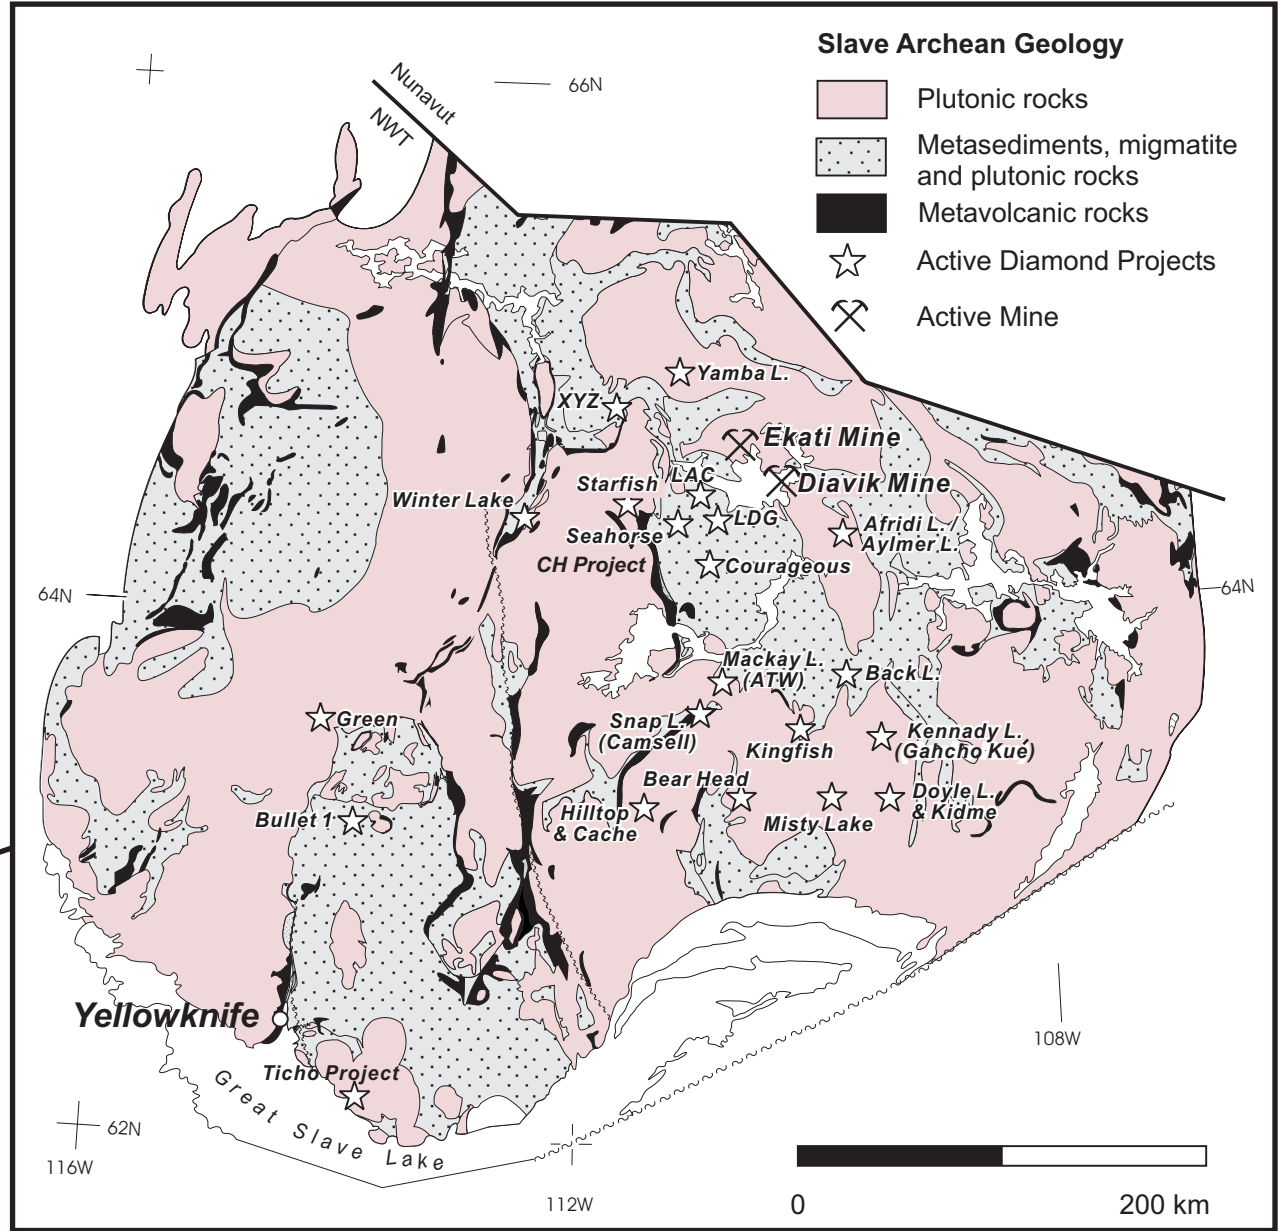 Slave Archean Geology
Plutonic rocks
Metasediments, migmatite
and plutonic rocks
Metavolcanic rocks
Active Diamond Projects
Active Mine
Nunavut
NWT
66N
Yamba L.
XYZ
Ekati Mine
LAC
Starfish
Diavik Mine
Winter Lake
LDG
Seahorse
Afridi L. /
Aylmer L.
CH Project
Courageous
64N
64N
Mackay L.
(ATW)
Back L.
Green
Snap L.
(Camsell)
Kingfish
Kennady L.
(Gahcho Kué)
Bear Head
Bullet 1
Hilltop
& Cache
Misty Lake
Doyle L.
& Kidme
Yellowknife
108W
Ticho Project
Great Slave Lake
62N
116W
112W
0
200 km